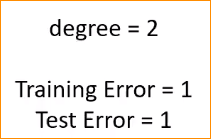 degree = 2
Training Error = 1
Test Error = 1